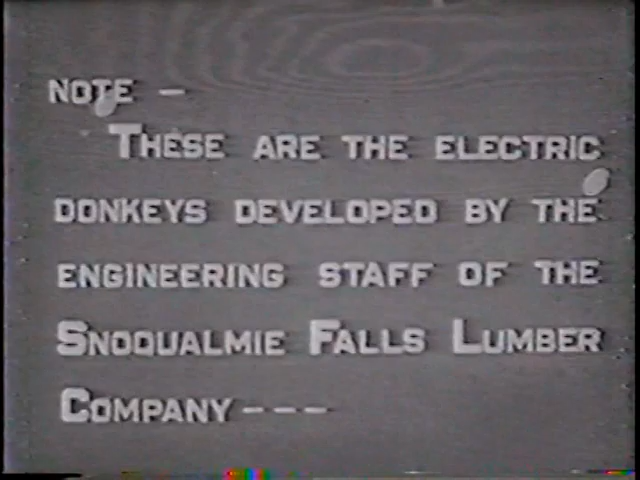 NOTE -
THESE ARE THE ELECTRIC
DONKEYS DEVELOPED BY THE
ENGINEERING STAFF OF THE
SNOQUALMIE FALLS LUMBER
COMPANY---